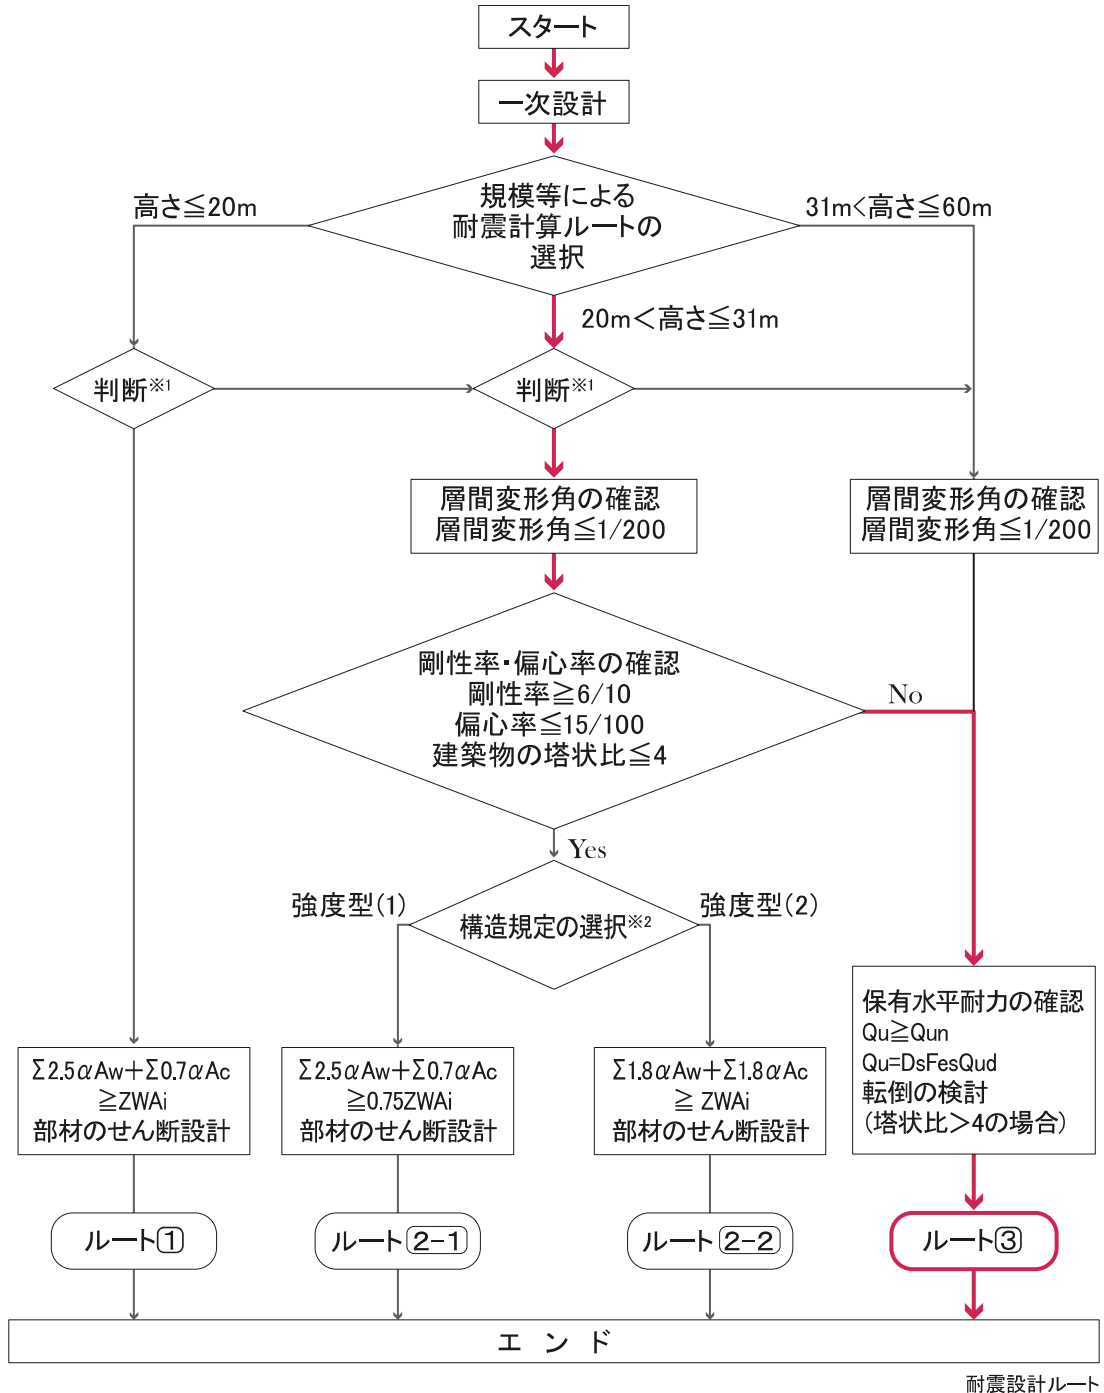 スタート
一次設計
規模等による
耐震計算ルートの
選択
高さ≦20m
31m<高さ≦60m
20m<高さ≦31m
判断※1
判断※1
層間変形角の確認
層間変形角≦1/200
層間変形角の確認
層間変形角≦1/200
剛性率・偏心率の確認
剛性率≧6/10
偏心率≦15/100
建築物の塔状比≦4
No
Yes
強度型(1)
構造規定の選択※2
強度型(2)
Σ2.5αAw+Σ0.7αAc
≧ZWAi
部材のせん断設計
Σ2.5αAw+Σ0.7αAc
≧0.75ZWAi
部材のせん断設計
Σ1.8αAw+Σ1.8αAc
≧ ZWAi
部材のせん断設計
保有水平耐力の確認
Qu≧Qun
Qu=DsFesQud
転倒の検討
(塔状比>4の場合)
ルート1
ルート2-1
ルート2-2
ルート3
エンド
耐震設計ルート